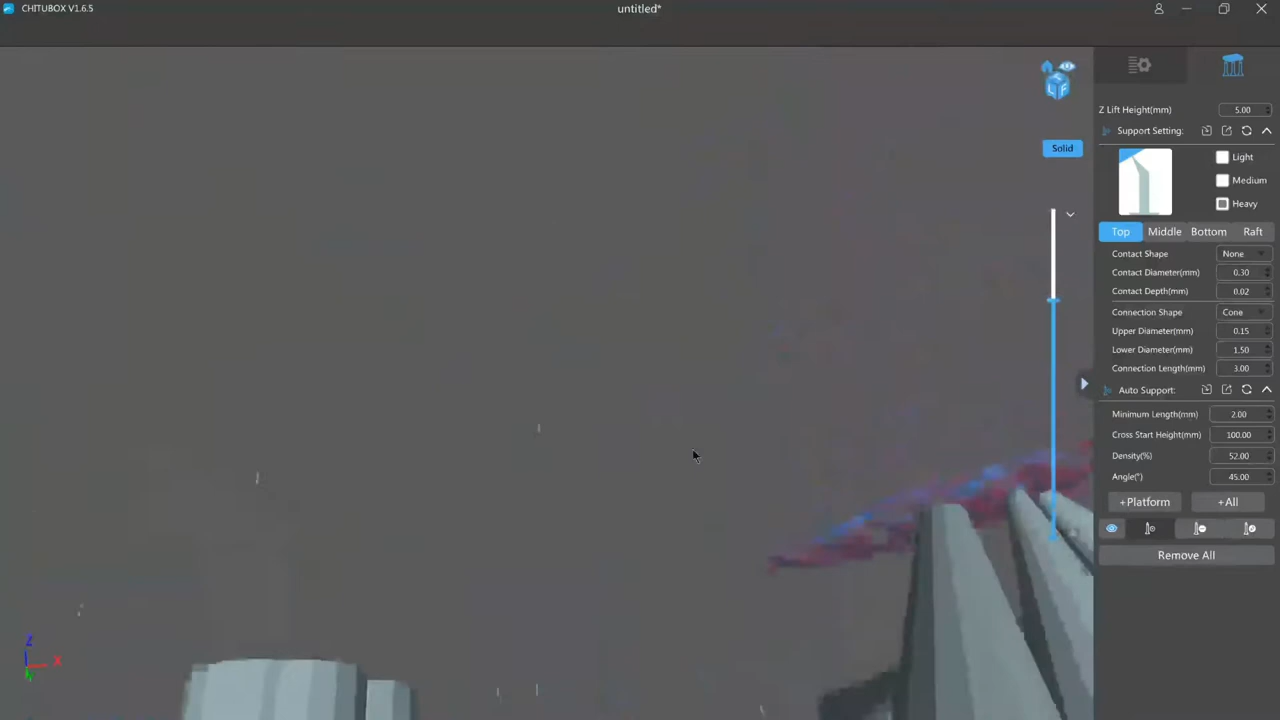 CHITUBOX V1.6.5
untitled*
L F
Solid
Z Lift Height(mm) 5.00
Support Setting:
Light
Medium
Heavy
Top Middle Bottom Raft
Contact Shape None
Contact Diameter(mm) 0.30
Contact Depth(mm) 0.02
Connection Shape Cone
Upper Diameter(mm) 0.15
Lower Diameter(mm) 1.50
Connection Length(mm) 3.00
Auto Support:
Minimum Length(mm) 2.00
Cross Start Height(mm) 100.00
Density(%) 52.00
Angle(°) 45.00
+Platform +All
Remove All
Z
X